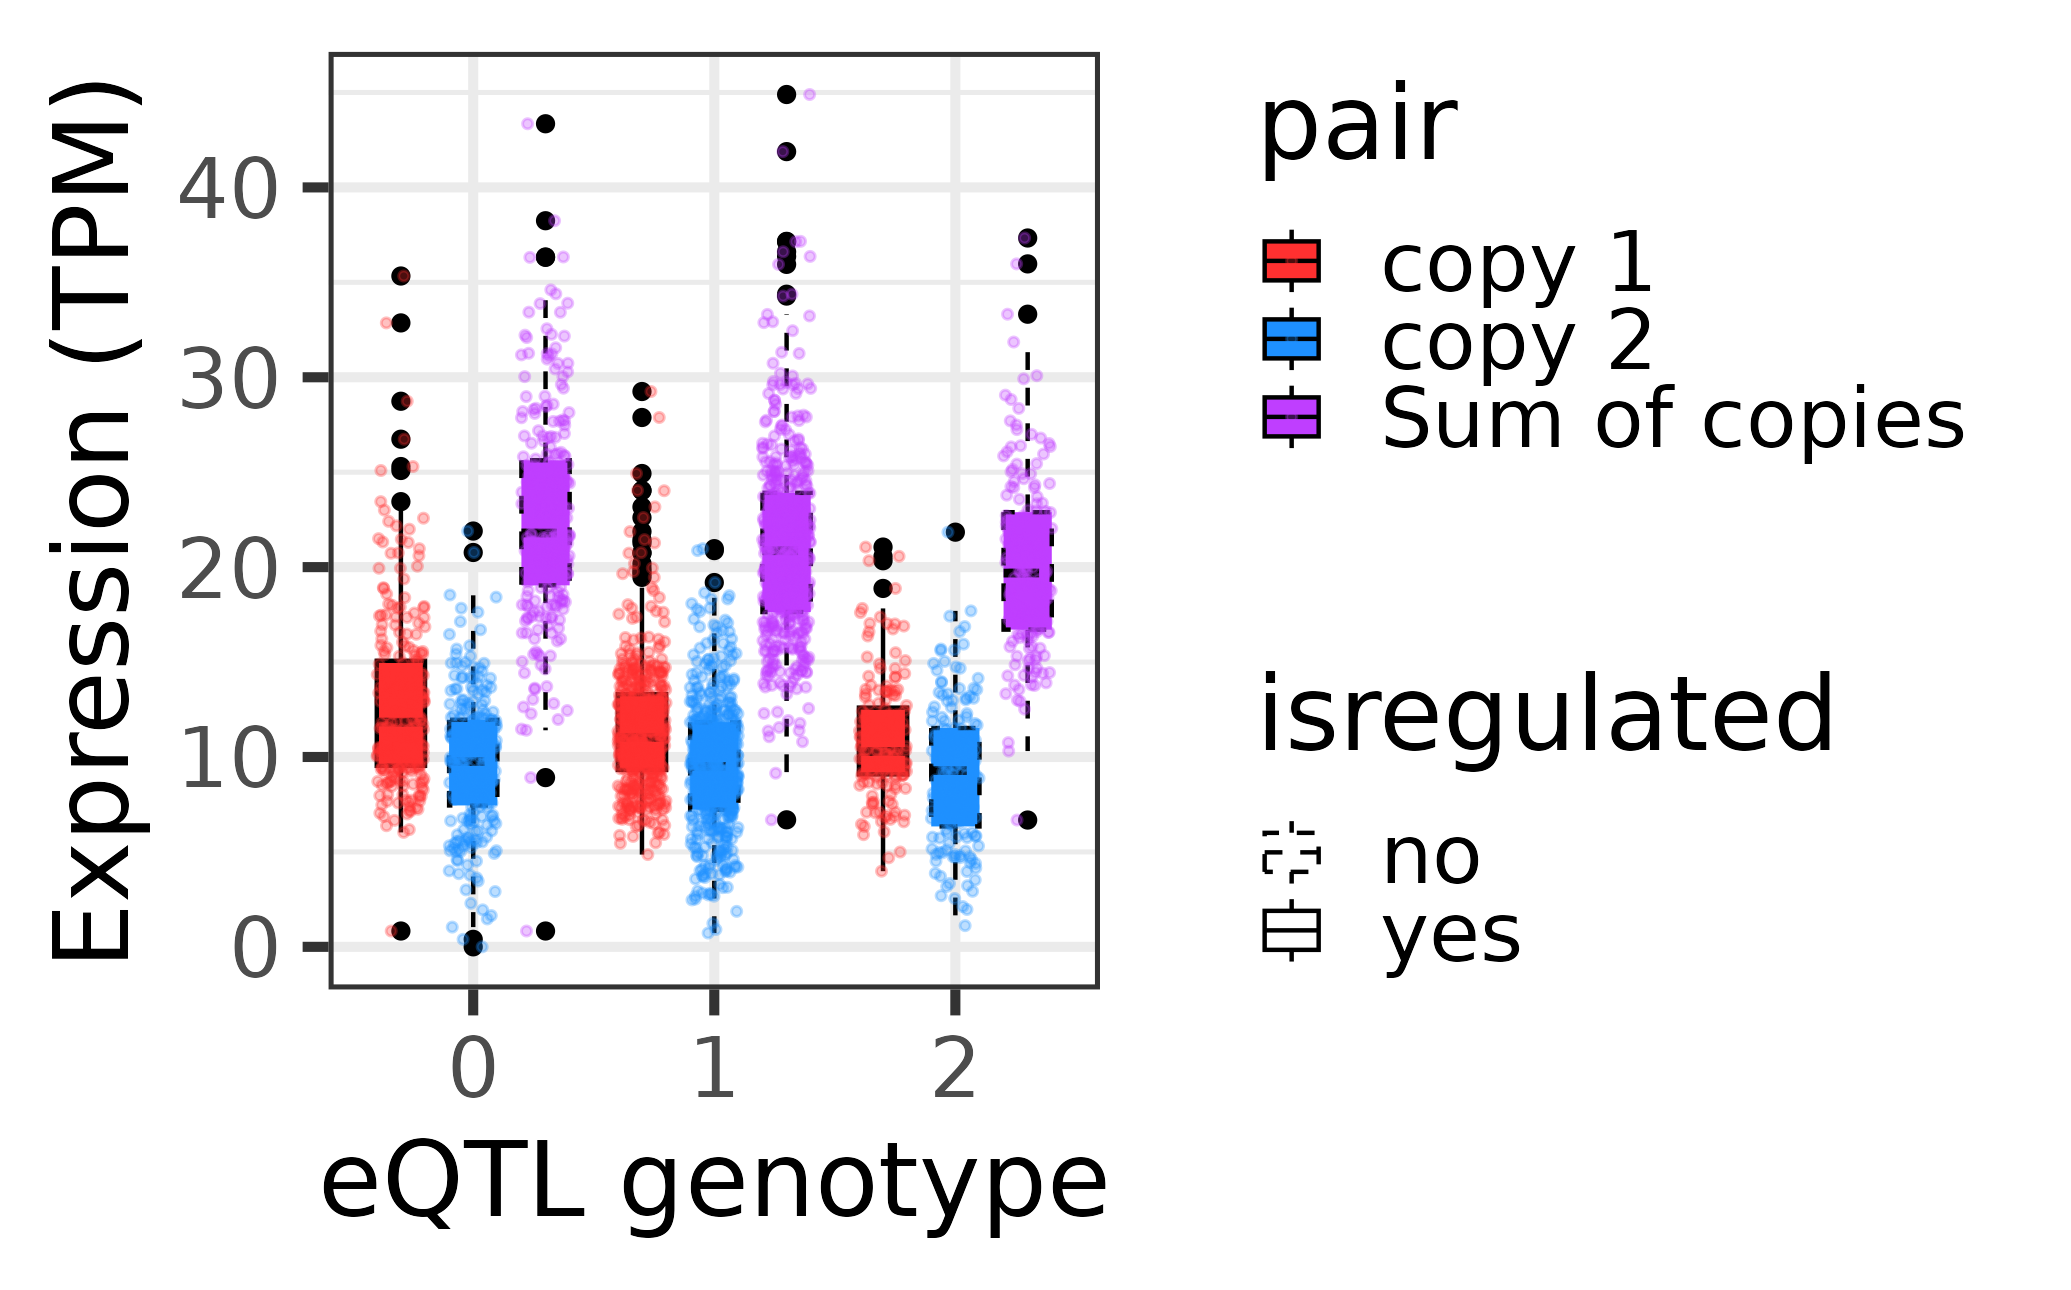 Expression (TPM)
40
30
20
10
0
0 1 2
eQTL genotype
pair
copy 1
copy 2
Sum of copies
isregulated
no
yes